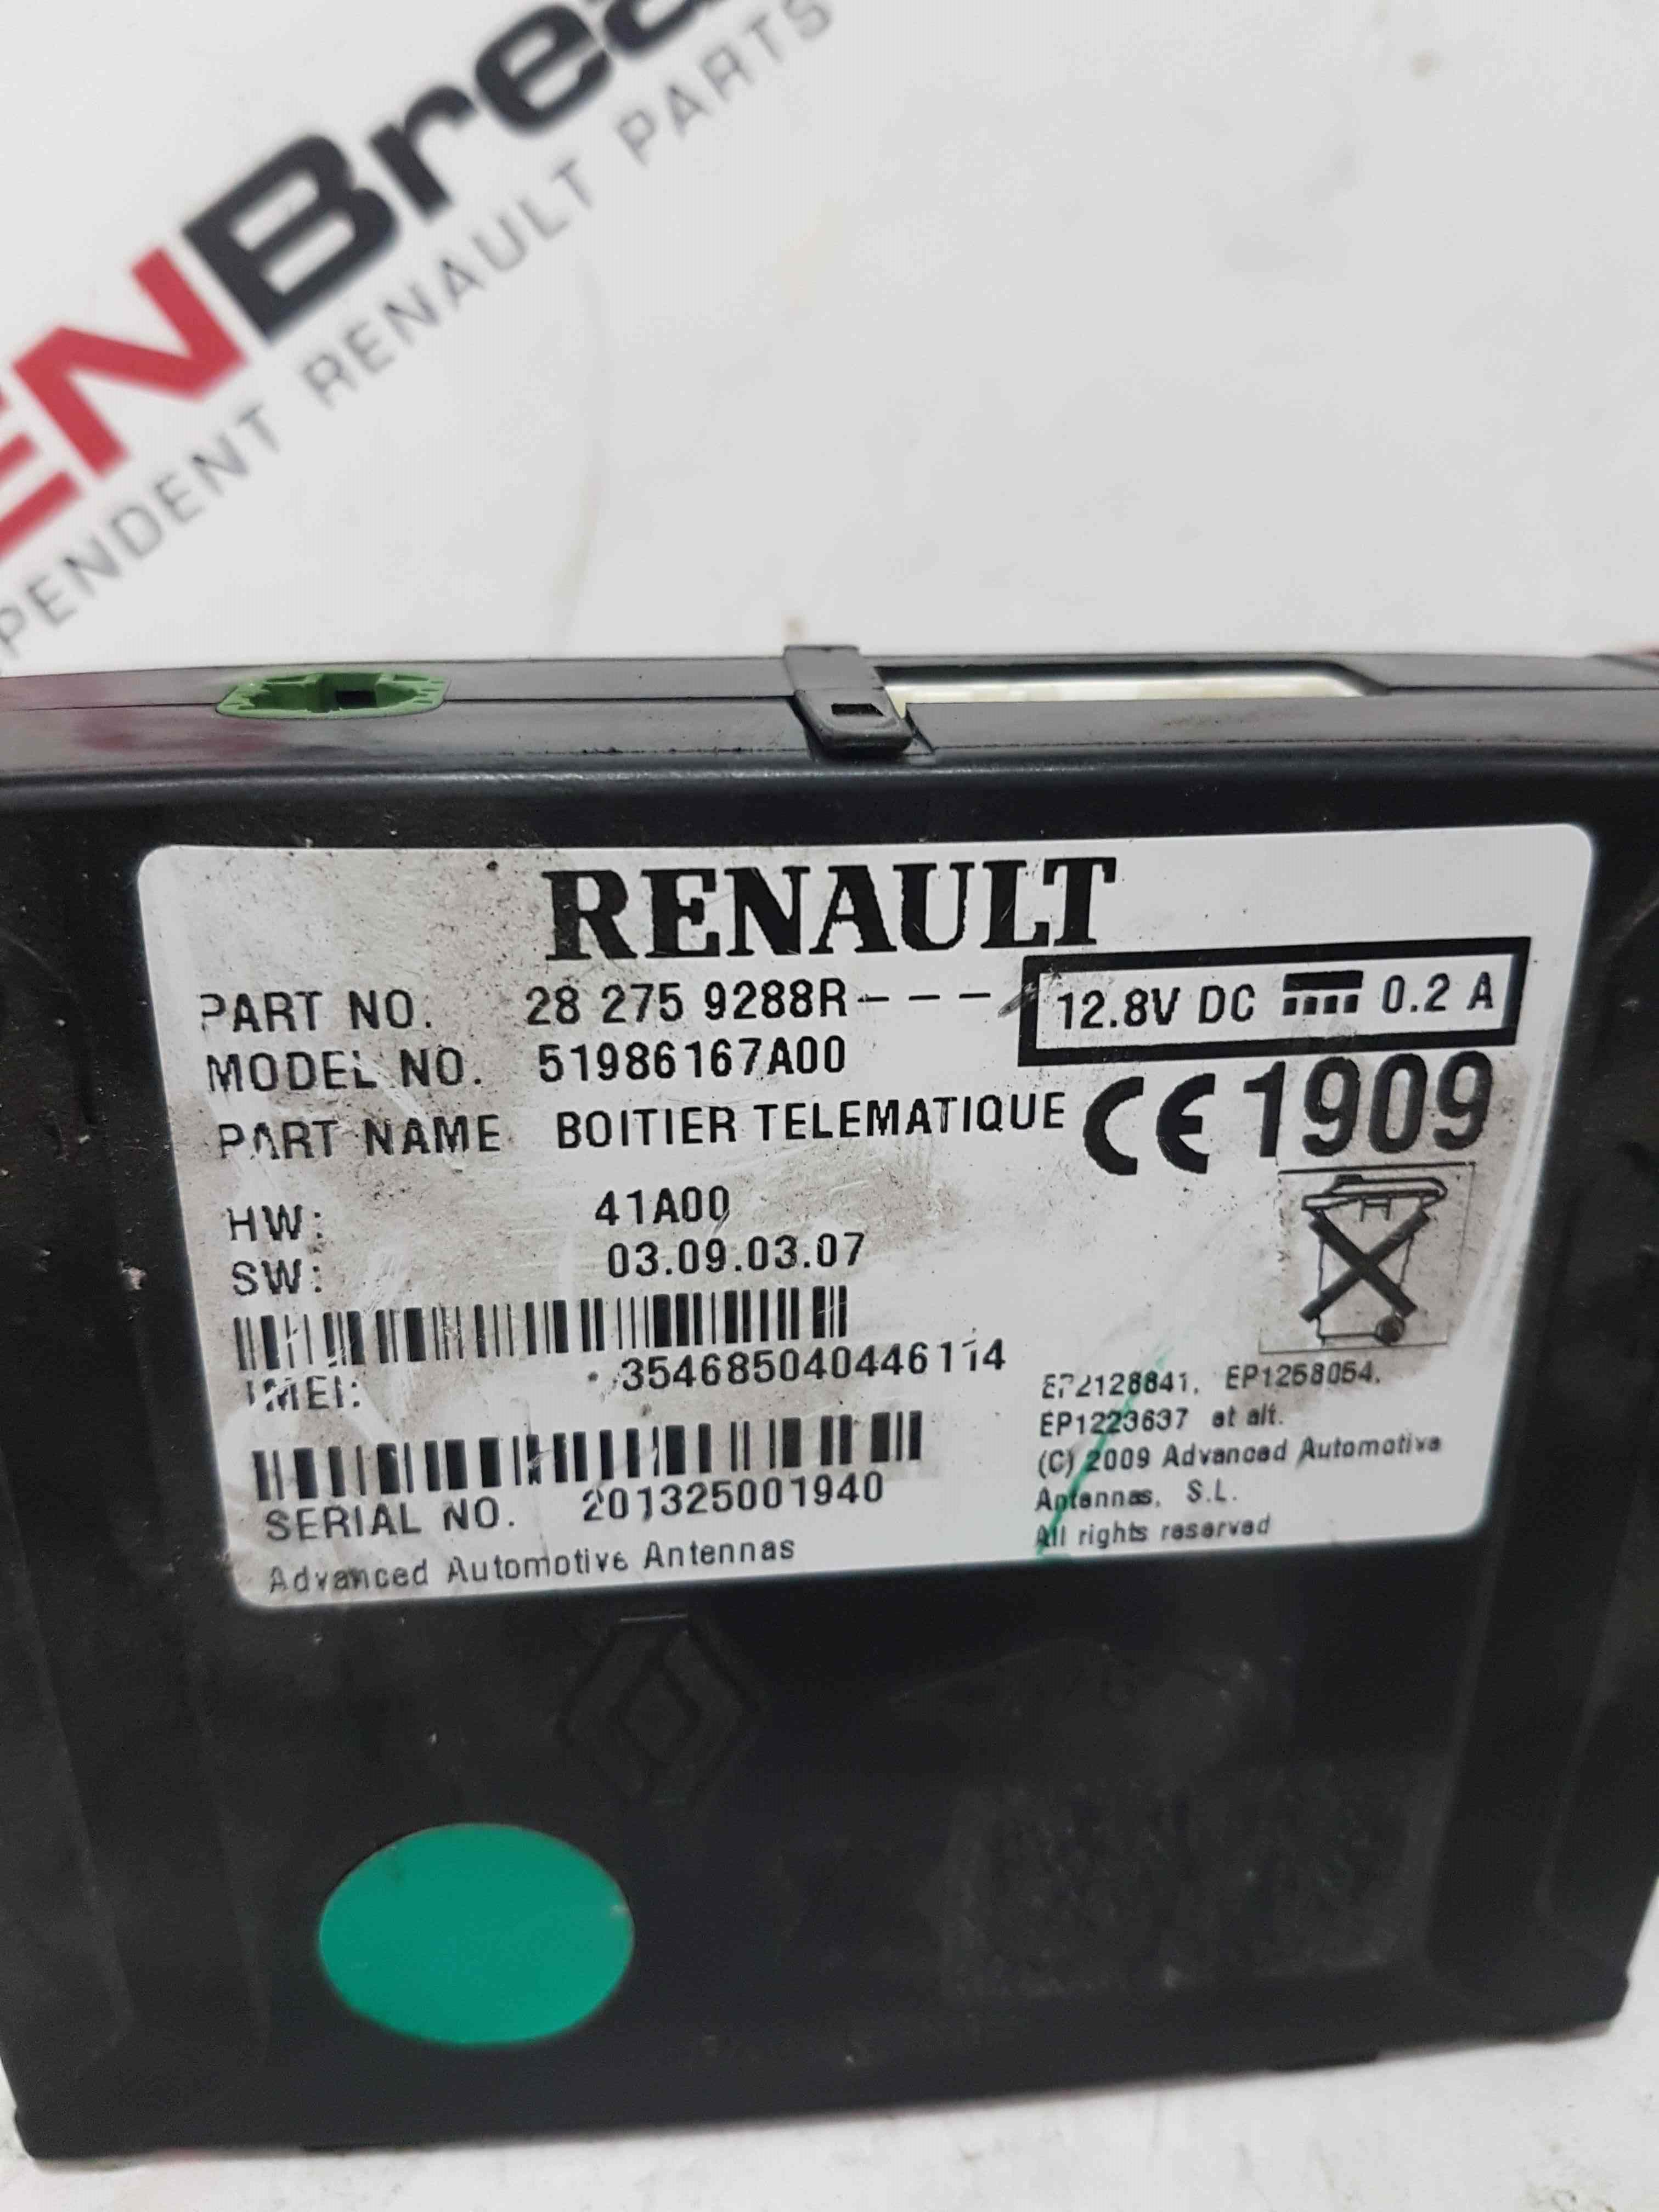 ENBrea
PENDENT RENAULT PARTS
RENAULT
PART NO. 28 275 9288R---
12.8V DC 0.2 A
MODEL NO. 51986167A00
PART NAME BOITIER TELEMATIQUE
CE 1909
HW: 41A00
SW: 03.09.03.07
IMEI: 354685040446114
EP2128841, EP1258054,
EP1223637 et alt.
(C) 2009 Advanced Automotive
Antennas, S.L.
All rights reserved
SERIAL NO. 201325001940
Advanced Automotive Antennas